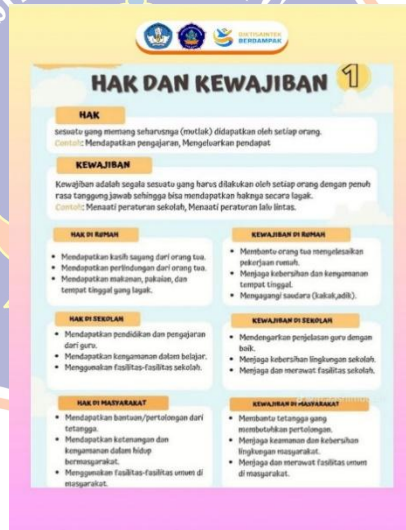 DIKTISAINTEK
BERDAMPAK
HAK DAN KEWAJIBAN 1
HAK
sesuatu yang memang seharusnya (mutlak) didapatkan oleh setiap orang.
Contoh: Mendapatkan pengajaran, Mengeluarkan pendapat
KEWAJIBAN
Kewajiban adalah segala sesuatu yang harus dilakukan oleh setiap orang dengan penuh
rasa tanggung jawab sehingga bisa mendapatkan haknya secara layak.
Contoh: Menaati peraturan sekolah, Menaati peraturan lalu lintas.
HAK DI RUMAH
• Mendapatkan kasih sayang dari orang tua.
• Mendapatkan perlindungan dari orang tua.
• Mendapatkan makanan, pakaian, dan
tempat tinggal yang layak.
KEWAJIBAN DI RUMAH
• Membantu orang tua menyelesaikan
pekerjaan rumah.
• Menjaga kebersihan dan kenyamanan
tempat tinggal.
• Menyayangi saudara (kakak,adik).
HAK DI SEKOLAH
• Mendapatkan pendidikan dan pengajaran
dari guru.
• Mendapatkan kenyamanan dalam belajar.
• Menggunakan fasilitas-fasilitas sekolah.
KEWAJIBAN DI SEKOLAH
• Mendengarkan penjelasan guru dengan
baik.
• Menjaga kebersihan lingkungan sekolah.
• Menjaga dan merawat fasilitas sekolah.
HAK DI MASYARAKAT
• Mendapatkan bantuan/pertolongan dari
tetangga.
• Mendapatkan ketenangan dan
kenyamanan dalam hidup
bermasyarakat.
• Menggunakan fasilitas-fasilitas umum di
masyarakat.
KEWAJIBAN DI MASYARAKAT
• Membantu tetangga yang
membutuhkan pertolongan.
• Menjaga keamanan dan kebersihan
lingkungan masyarakat.
• Menjaga dan merawat fasilitas umum
di masyarakat.